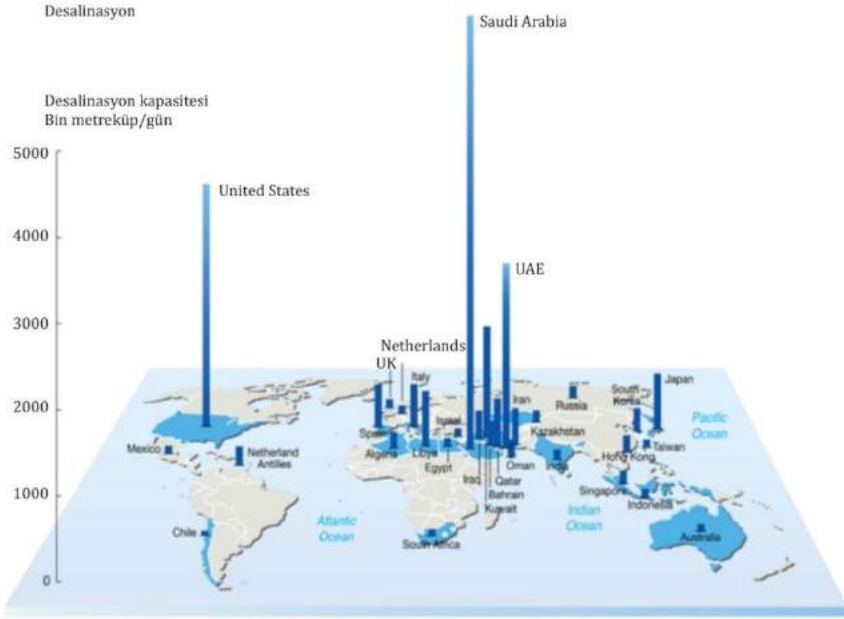 Desalinasyon
Saudi Arabia
Desalinasyon kapasitesi
Bin metreküp/gün
5000
United States
4000
UAE
3000
Netherlands
UK
Italy
Iran
Russia
South
Korea
Japan
2000
Spain
Israel
Kazakhstan
Pacific
Ocean
Mexico
Netherland
Antilles
Algeria
Libya
Egypt
Oman
India
Hong Kong
Taiwan
Iraq
Qatar
Bahrain
Kuwait
Singapore
Indonesia
1000
Atlantic
Ocean
Indian
Ocean
Chile
South Africa
Australia
0